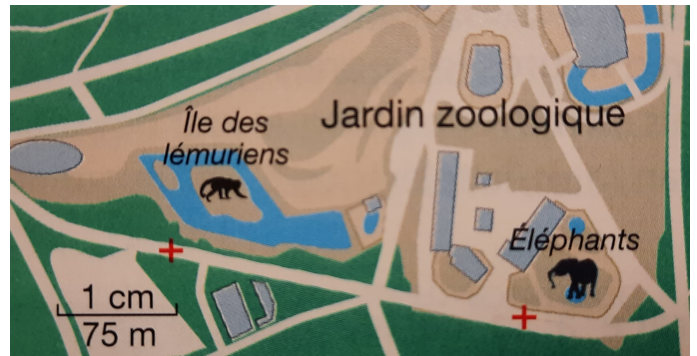 Île des
lémuriens
Jardin zoologique
Éléphants
1 cm
75 m